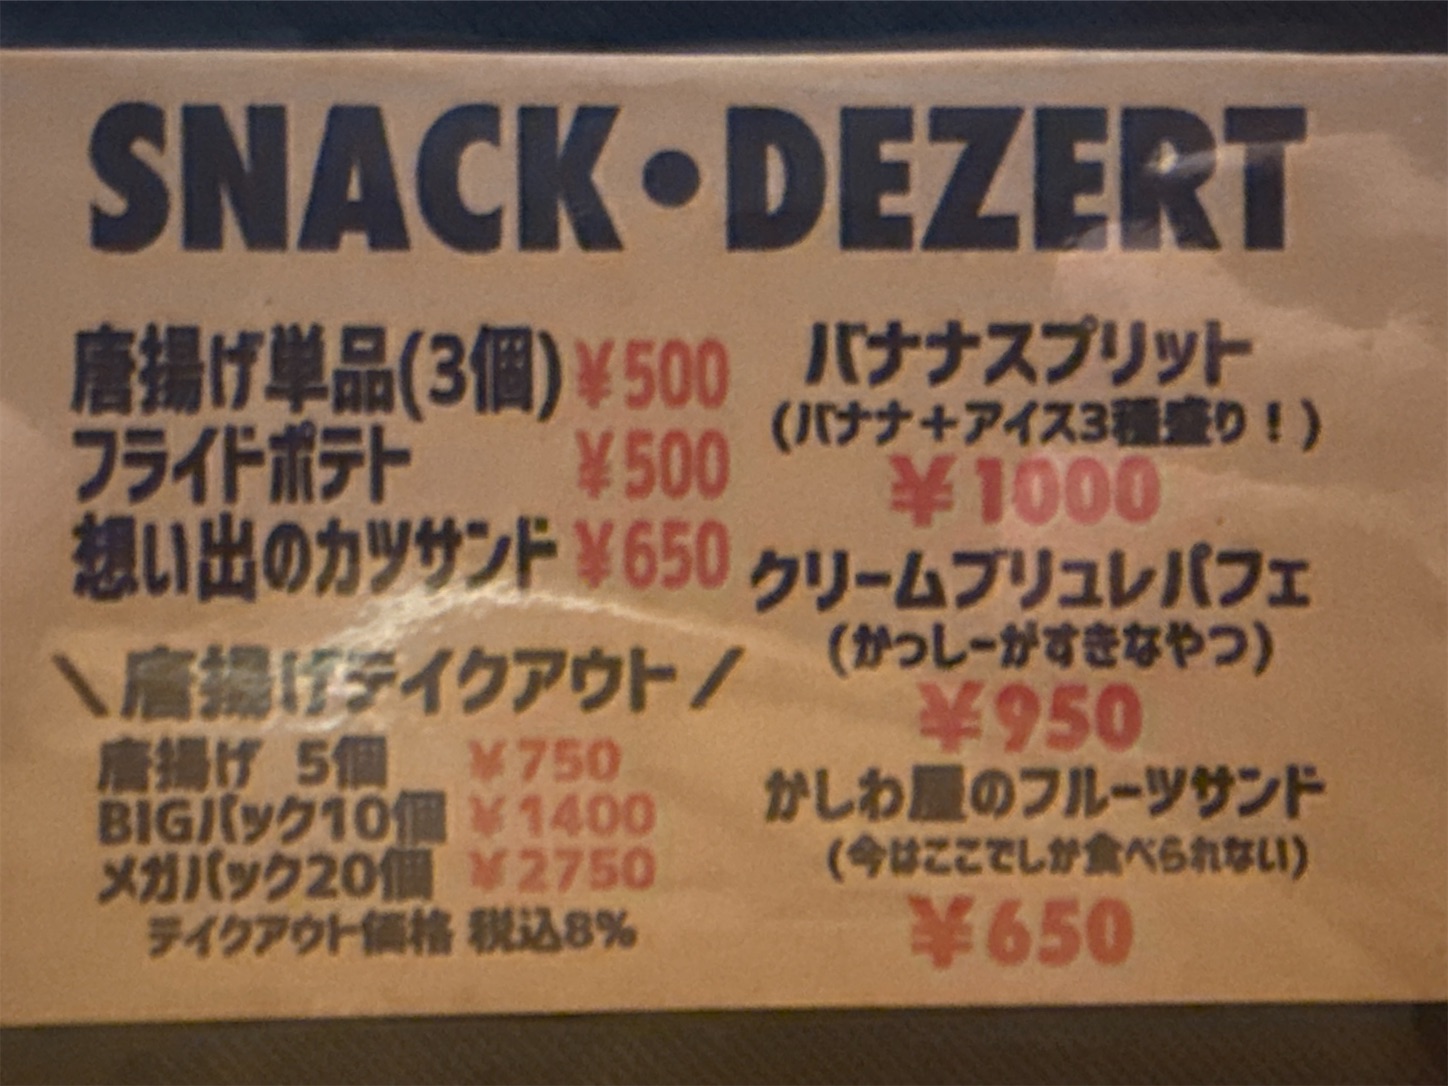 SNACK・DEZERT
唐揚げ単品(3個) ¥500
フライドポテト ¥500
想い出のカツサンド ¥650
＼唐揚げテイクアウト／
唐揚げ 5個 ¥750
BIGパック10個 ¥1400
メガパック20個 ¥2750
テイクアウト価格 税込8%
バナナスプリット
(バナナ＋アイス3種盛り！)
¥1000
クリームブリュレパフェ
(かっしーがすきなやつ)
¥950
かしわ屋のフルーツサンド
(今はここでしか食べられない)
¥650